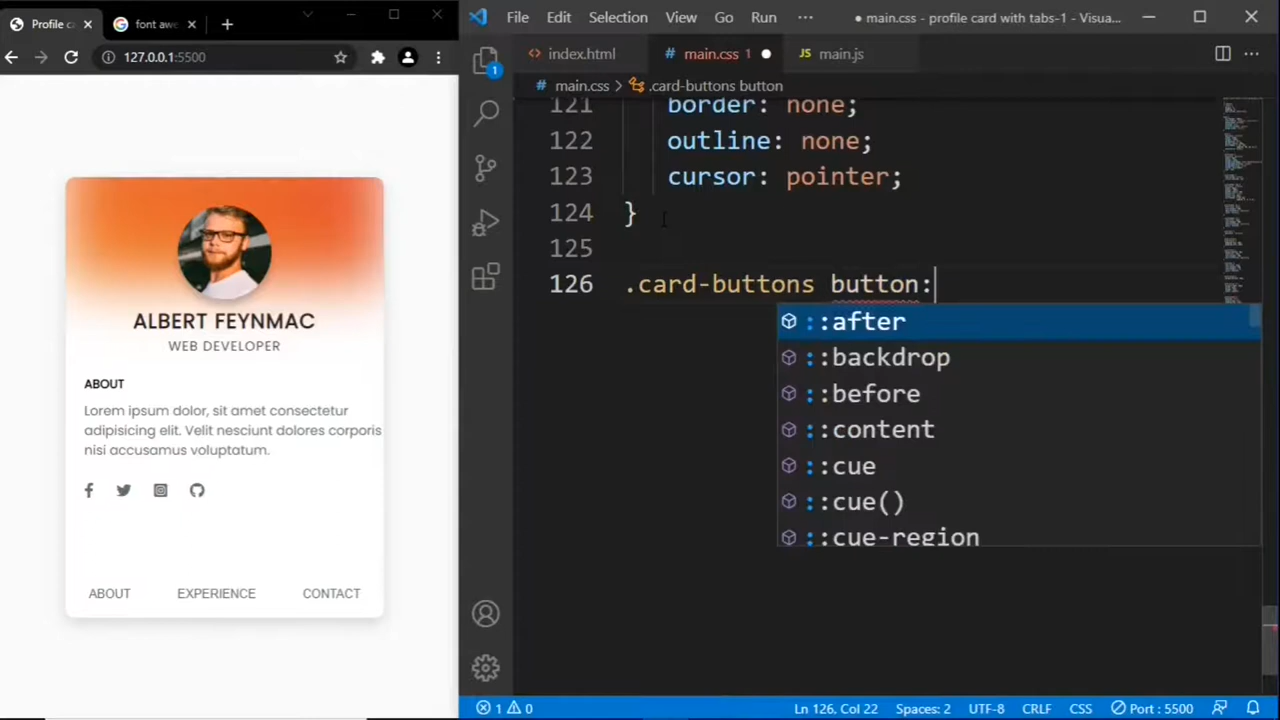 Profile c
font aw
127.0.0.1:5500
ALBERT FEYNMAC
WEB DEVELOPER
ABOUT
Lorem ipsum dolor, sit amet consectetur
adipisicing elit. Velit nesciunt dolores corporis
nisi accusamus voluptatum.
ABOUT EXPERIENCE CONTACT
File Edit Selection View Go Run ··· main.css - profile card with tabs-1 - Visua...
<> index.html # main.css 1 JS main.js ···
# main.css > .card-buttons button
1
121 border: none;
122 outline: none;
123 cursor: pointer;
124 }
125
126 .card-buttons button:
::after
::backdrop
::before
::content
::cue
::cue()
::cue-region
1 0 Ln 126, Col 22 Spaces: 2 UTF-8 CRLF CSS Port : 5500